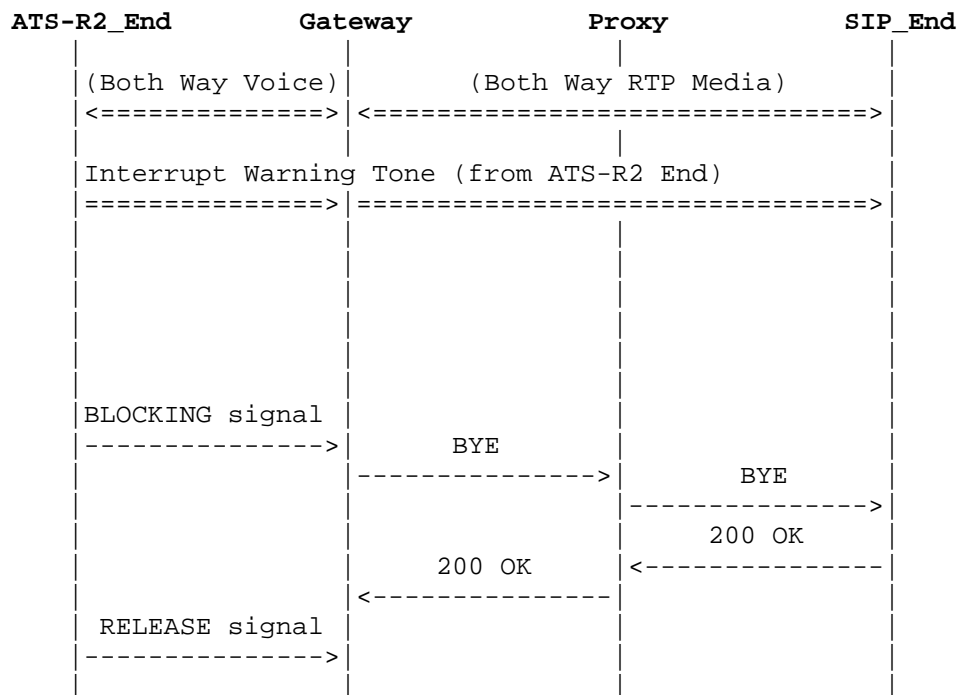 ATS-R2_End Gateway Proxy SIP_End
(Both Way Voice) (Both Way RTP Media)
Interrupt Warning Tone (from ATS-R2 End)
BLOCKING signal
BYE
BYE
200 OK
200 OK
RELEASE signal